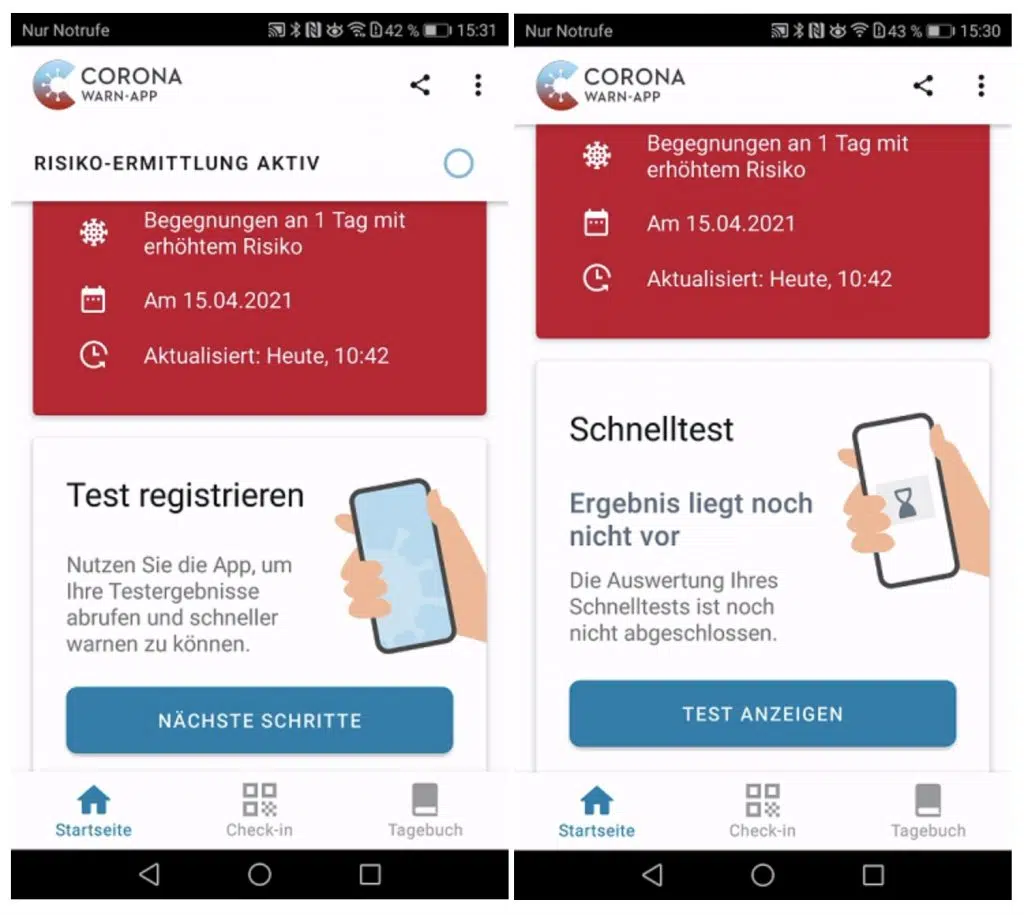 Nur Notrufe 42 % 15:31
CORONA
WARN-APP
RISIKO-ERMITTLUNG AKTIV
Begegnungen an 1 Tag mit
erhöhtem Risiko
Am 15.04.2021
Aktualisiert: Heute, 10:42
Test registrieren
Nutzen Sie die App, um
Ihre Testergebnisse
abrufen und schneller
warnen zu können.
NÄCHSTE SCHRITTE
Startseite Check-in Tagebuch
Nur Notrufe 43 % 15:30
CORONA
WARN-APP
Begegnungen an 1 Tag mit
erhöhtem Risiko
Am 15.04.2021
Aktualisiert: Heute, 10:42
Schnelltest
Ergebnis liegt noch
nicht vor
Die Auswertung Ihres
Schnelltests ist noch
nicht abgeschlossen.
TEST ANZEIGEN
Startseite Check-in Tagebuch